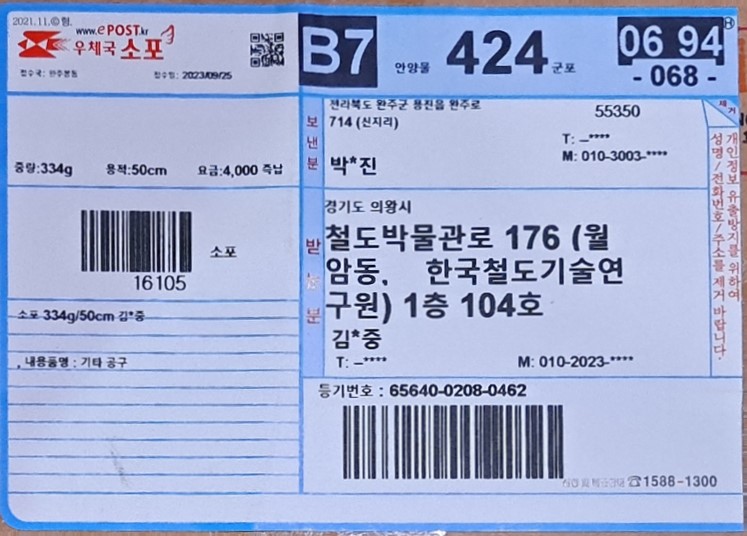 2021.11.@형.
www.ePOST.kr
우체국 소포
접수국: 완주봉동 접수일: 2023/09/25
B7
안양물 424 군포
06 94
- 068 -
중량:334g 용적:50cm 요금:4,000 즉납
16105
소포
소포 334g/50cm 김*중
내용품명 : 기타 공구
보낸분
전라북도 완주군 용진읍 완주로 55350
714 (신지리)
T: –****
박*진 M: 010-3003-****
받는분
경기도 의왕시
철도박물관로 176 (월
암동, 한국철도기술연
구원) 1층 104호
김*중
T: –**** M: 010-2023-****
등기번호 : 65640-0208-0462
☎1588-1300
제거
개인정보 유출방지를 위하여
성명/전화번호/주소를 제거 바랍니다.